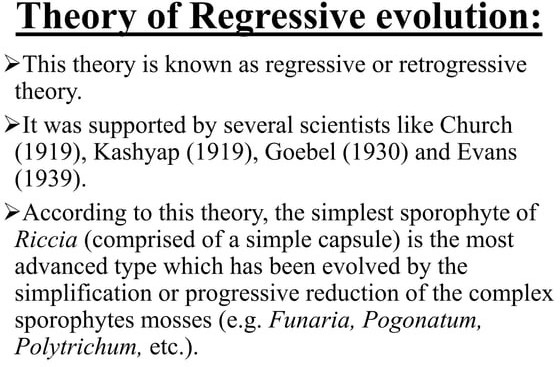 Theory of Regressive evolution:
➢This theory is known as regressive or retrogressive
theory.
➢It was supported by several scientists like Church
(1919), Kashyap (1919), Goebel (1930) and Evans
(1939).
➢According to this theory, the simplest sporophyte of
Riccia (comprised of a simple capsule) is the most
advanced type which has been evolved by the
simplification or progressive reduction of the complex
sporophytes mosses (e.g. Funaria, Pogonatum,
Polytrichum, etc.).